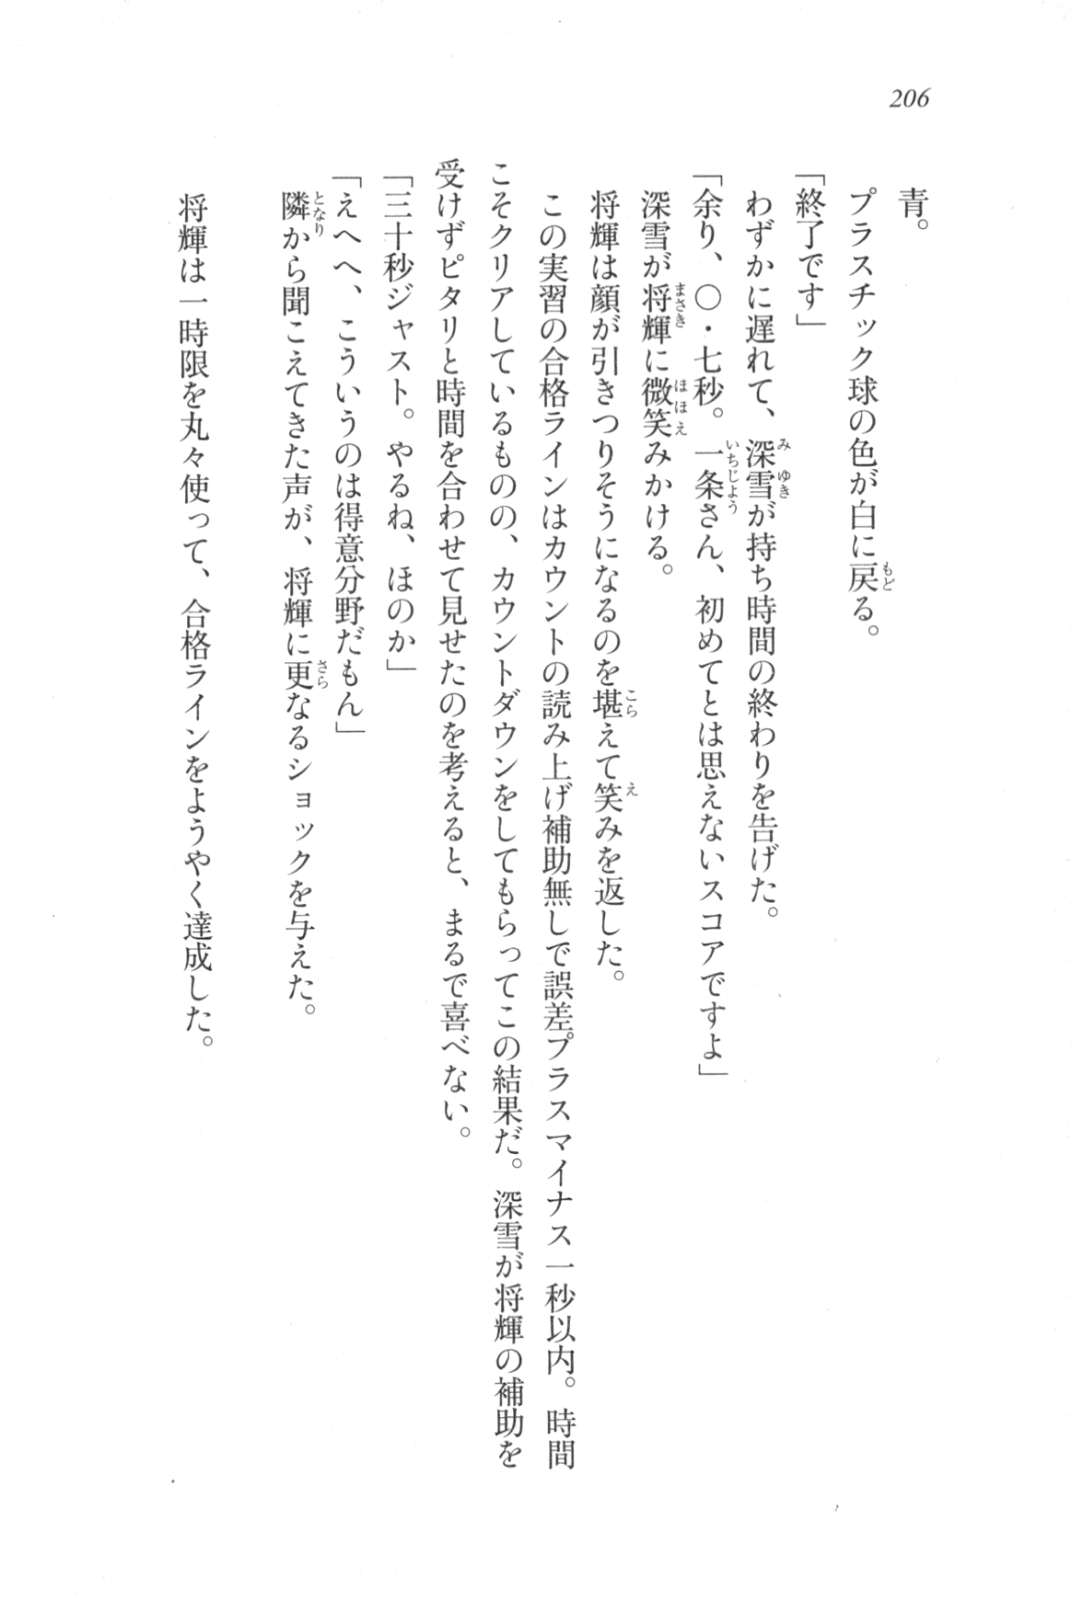 206
青。
プラスチック球の色が白に戻る。
「終了です」
わずかに遅れて、深雪が持ち時間の終わりを告げた。
「余り、〇・七秒。一条さん、初めてとは思えないスコアですよ」
深雪が将輝に微笑みかける。
将輝は顔が引きつりそうになるのを堪えて笑みを返した。
この実習の合格ラインはカウントの読み上げ補助無しで誤差プラスマイナス一秒以内。時間
こそクリアしているものの、カウントダウンをしてもらってこの結果だ。深雪が将輝の補助を
受けずピタリと時間を合わせて見せたのを考えると、まるで喜べない。
「三十秒ジャスト。やるね、ほのか」
「えへへ、こういうのは得意分野だもん」
隣から聞こえてきた声が、将輝に更なるショックを与えた。
将輝は一時限を丸々使って、合格ラインをようやく達成した。